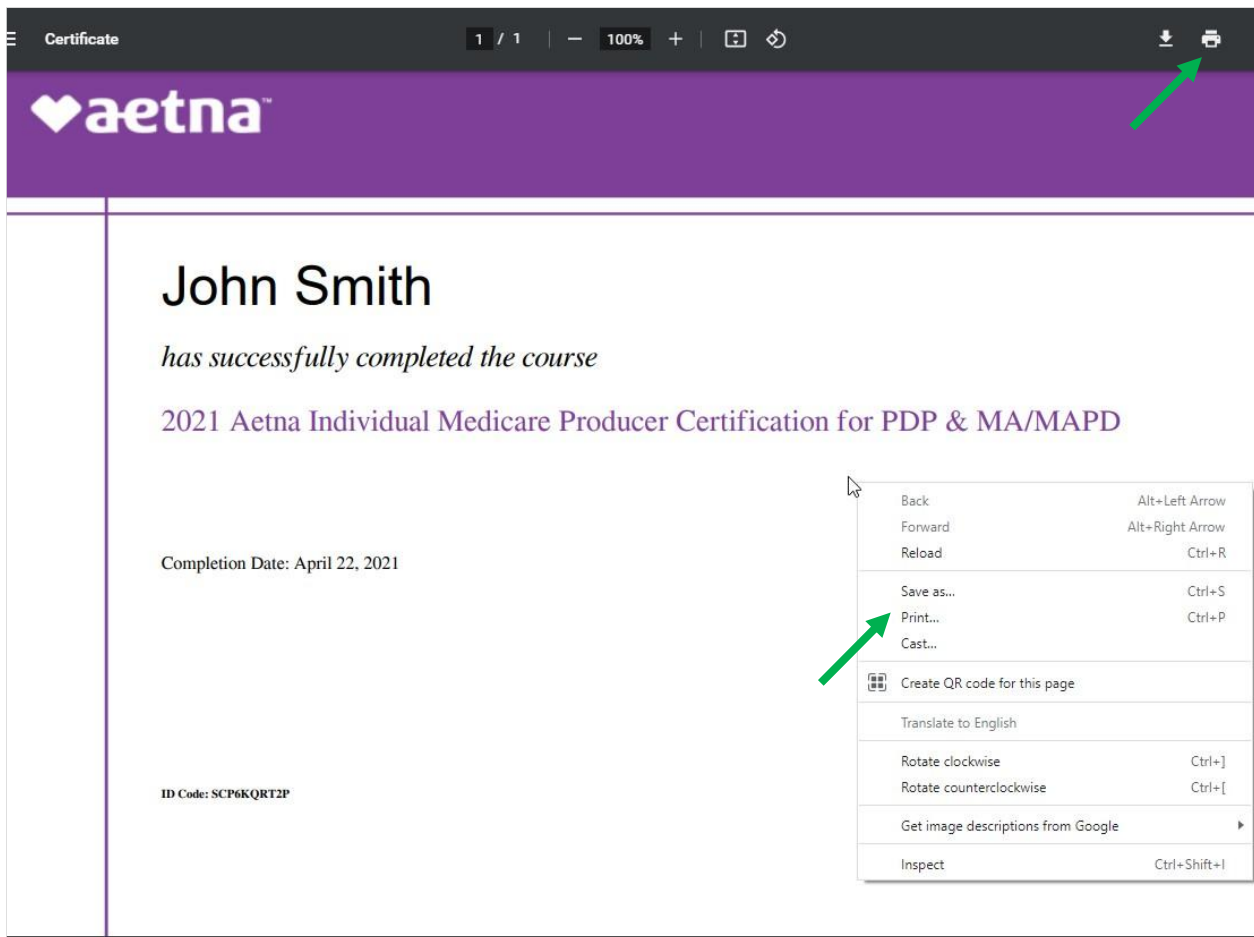 Certificate 1 / 1 100%
aetna™
John Smith
has successfully completed the course
2021 Aetna Individual Medicare Producer Certification for PDP & MA/MAPD
Completion Date: April 22, 2021
ID Code: SCP6KQRT2P
Back Alt+Left Arrow
Forward Alt+Right Arrow
Reload Ctrl+R
Save as... Ctrl+S
Print... Ctrl+P
Cast...
Create QR code for this page
Translate to English
Rotate clockwise Ctrl+]
Rotate counterclockwise Ctrl+[
Get image descriptions from Google
Inspect Ctrl+Shift+I